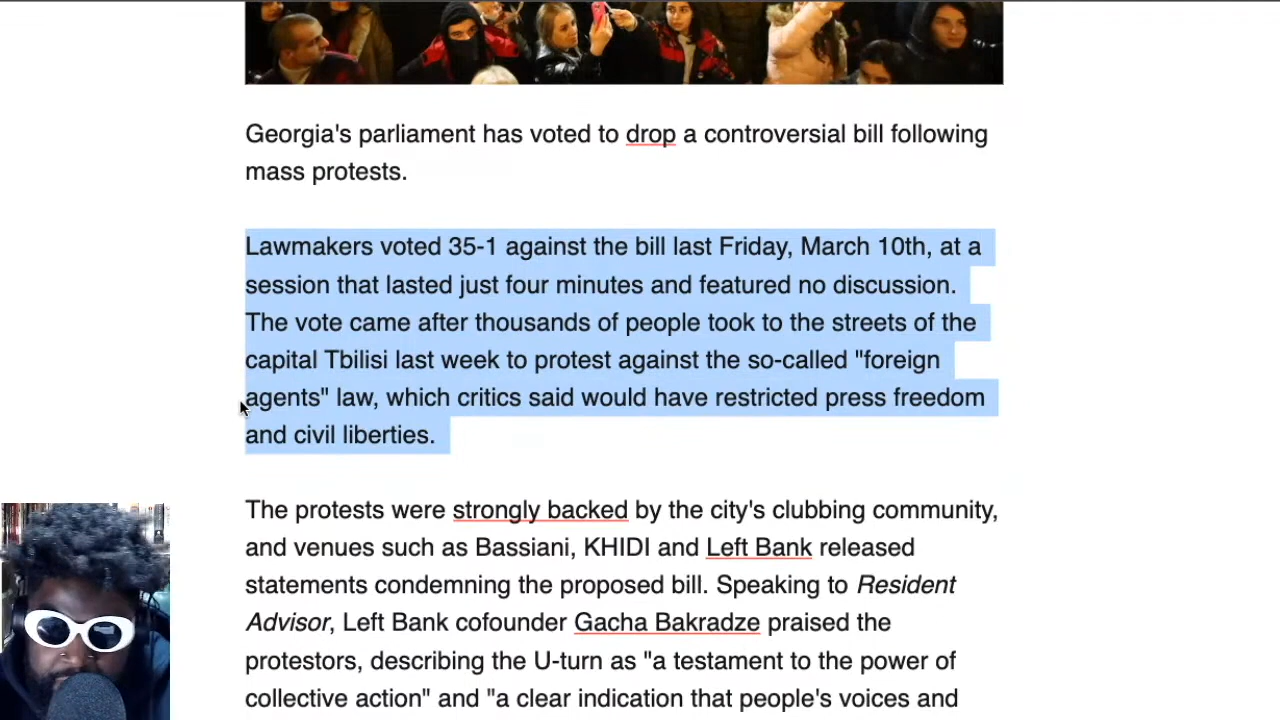 Georgia's parliament has voted to drop a controversial bill following
mass protests.
Lawmakers voted 35-1 against the bill last Friday, March 10th, at a
session that lasted just four minutes and featured no discussion.
The vote came after thousands of people took to the streets of the
capital Tbilisi last week to protest against the so-called "foreign
agents" law, which critics said would have restricted press freedom
and civil liberties.
The protests were strongly backed by the city's clubbing community,
and venues such as Bassiani, KHIDI and Left Bank released
statements condemning the proposed bill. Speaking to Resident
Advisor, Left Bank cofounder Gacha Bakradze praised the
protestors, describing the U-turn as "a testament to the power of
collective action" and "a clear indication that people's voices and